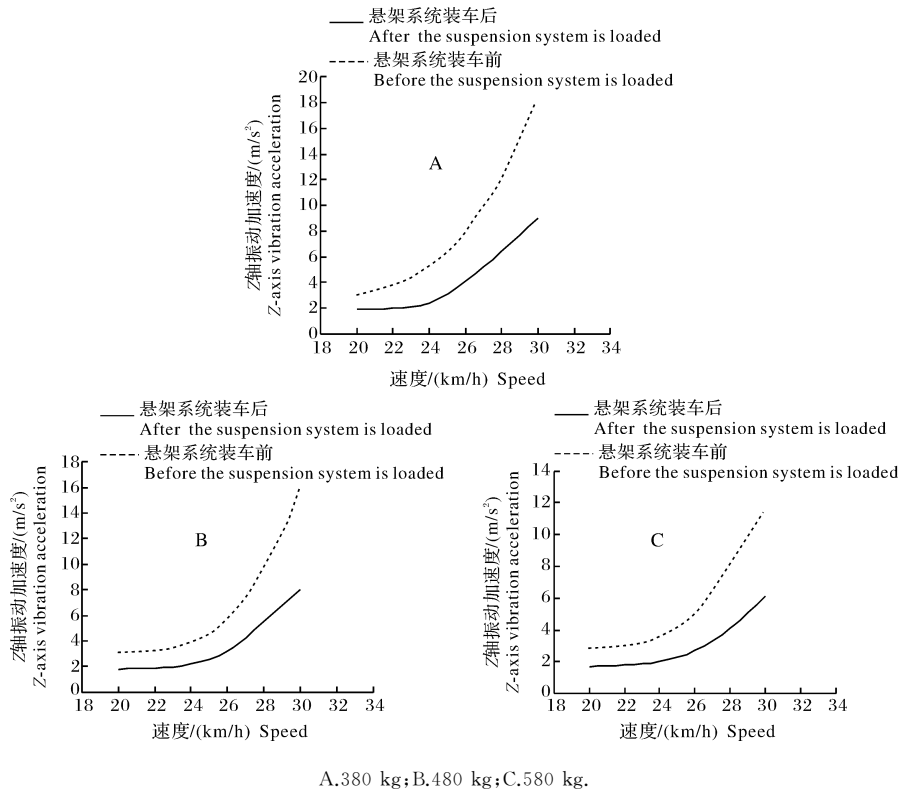 悬架系统装车后
After the suspension system is loaded
悬架系统装车前
Before the suspension system is loaded
Z轴振动加速度/(m/s²)
Z-axis vibration acceleration
20
18
16
14
12
10
8
6
4
2
0
A
18 20 22 24 26 28 30 32 34
速度/(km/h) Speed
悬架系统装车后
After the suspension system is loaded
悬架系统装车前
Before the suspension system is loaded
Z轴振动加速度/(m/s²)
Z-axis vibration acceleration
18
16
14
12
10
8
6
4
2
0
B
18 20 22 24 26 28 30 32 34
速度/(km/h) Speed
悬架系统装车后
After the suspension system is loaded
悬架系统装车前
Before the suspension system is loaded
Z轴振动加速度/(m/s²)
Z-axis vibration acceleration
14
12
10
8
6
4
2
0
C
18 20 22 24 26 28 30 32 34
速度/(km/h) Speed
A.380 kg;B.480 kg;C.580 kg.